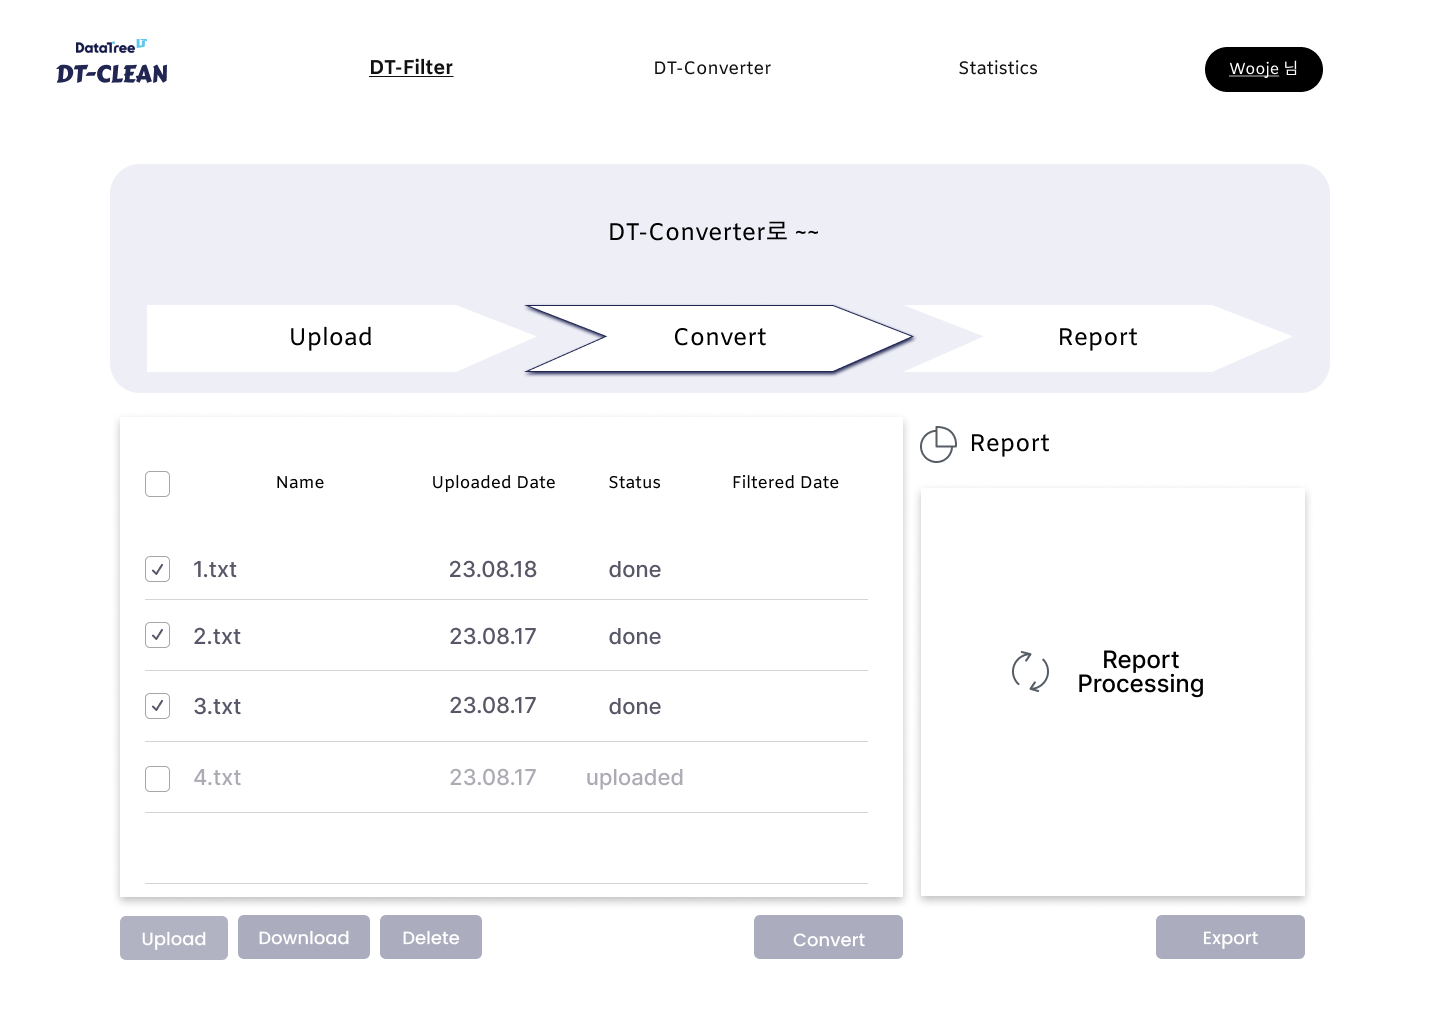 DataTree LT
DT-CLEAN
DT-Filter
DT-Converter
Statistics
Wooje 님
DT-Converter로 ~~
Upload
Convert
Report
Name
Uploaded Date
Status
Filtered Date
1.txt
23.08.18
done
2.txt
23.08.17
done
3.txt
23.08.17
done
4.txt
23.08.17
uploaded
Report
Report
Processing
Upload
Download
Delete
Convert
Export